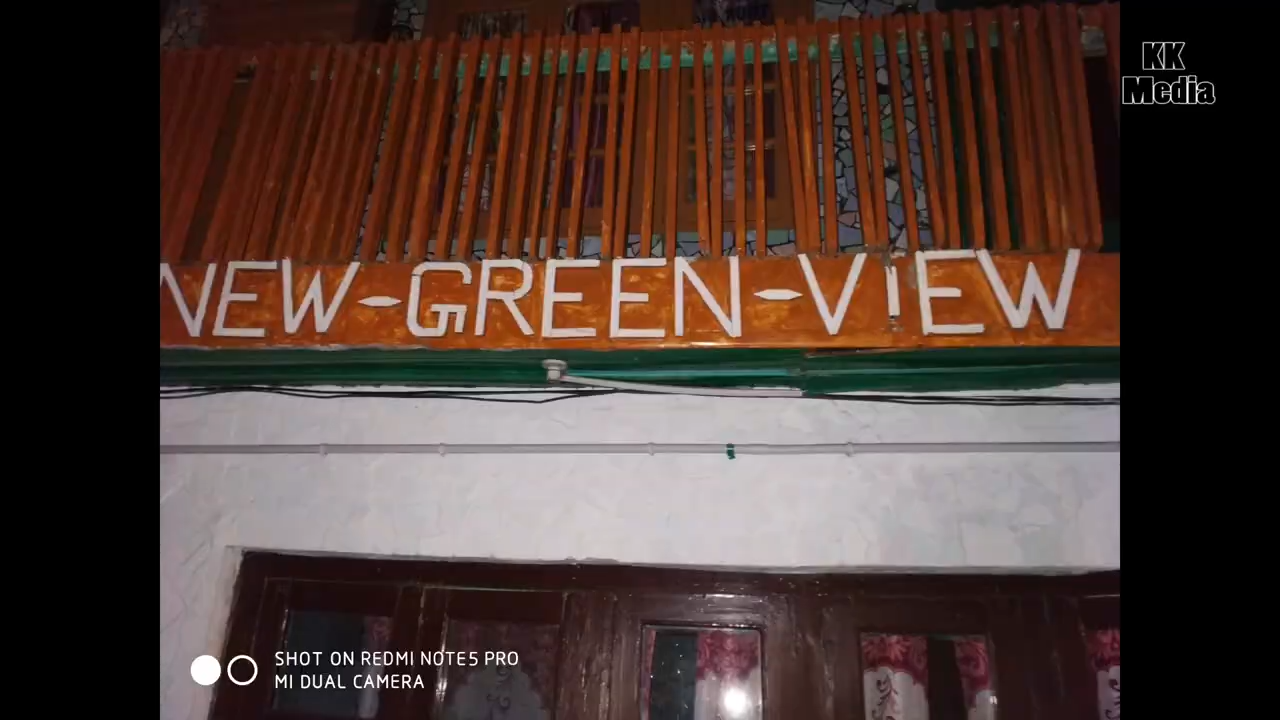 KK
Media
NEW-GREEN-VIEW
SHOT ON REDMI NOTE5 PRO
MI DUAL CAMERA